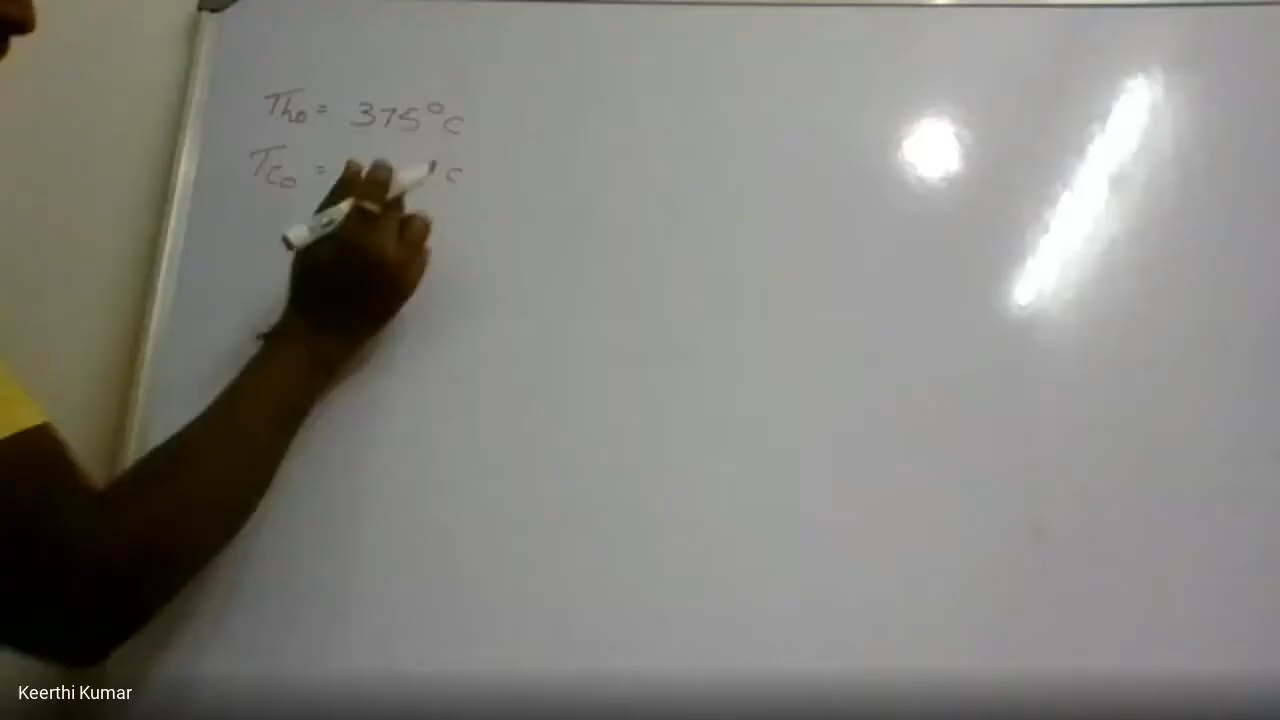 Tho = 375°C
Tco = °C
Keerthi Kumar